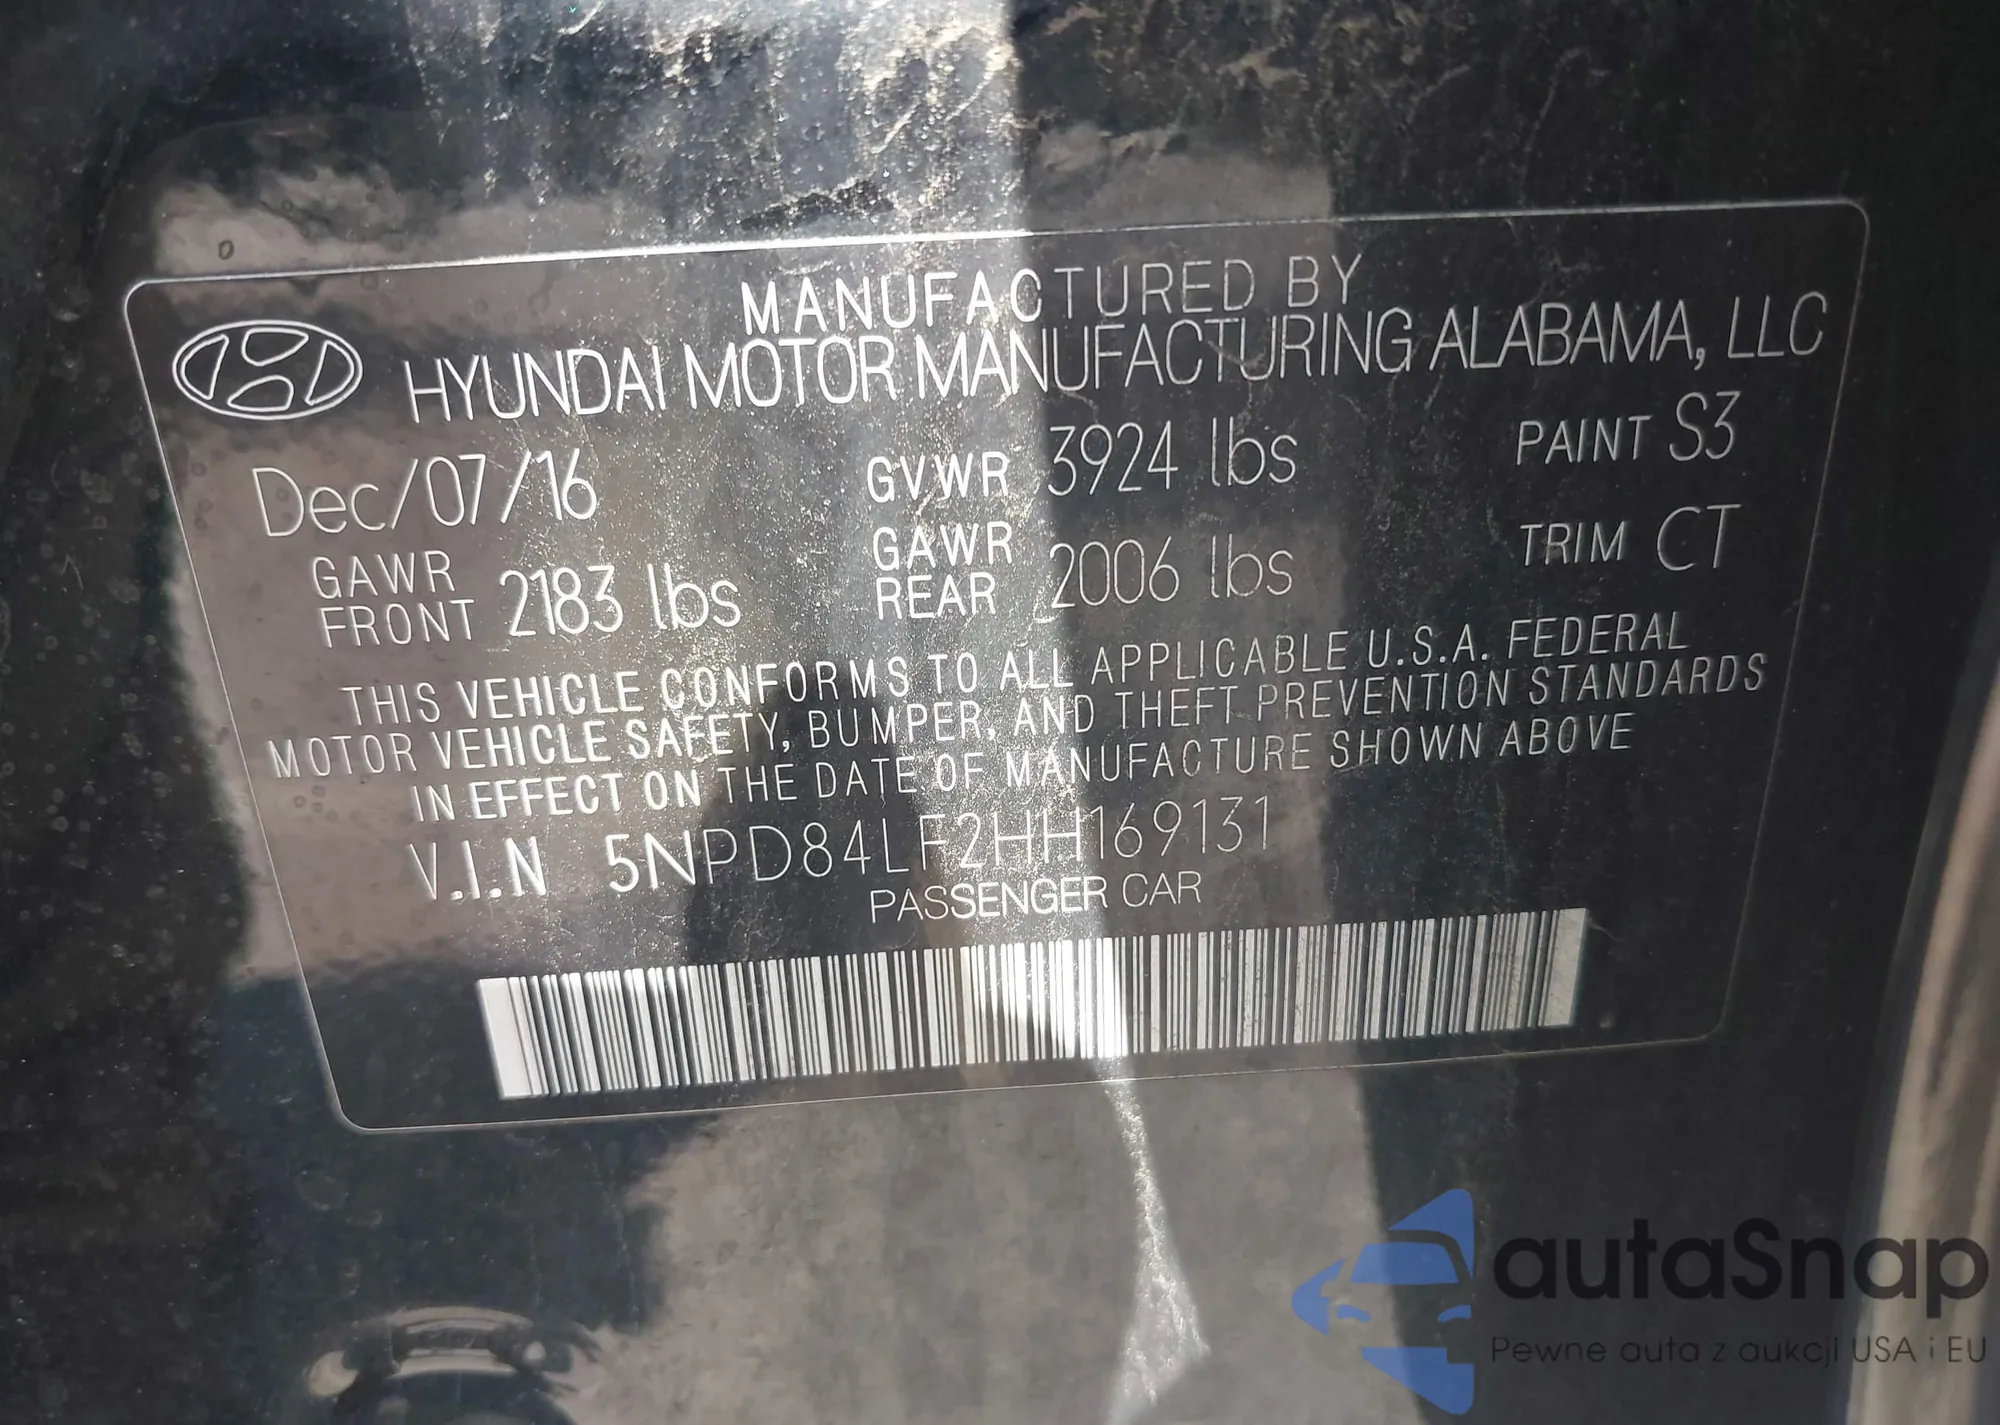 MANUFACTURED BY
HYUNDAI MOTOR MANUFACTURING ALABAMA, LLC
Dec/07/16 GVWR 3924 lbs PAINT S3
GAWR FRONT 2183 lbs GAWR REAR 2006 lbs TRIM CT
THIS VEHICLE CONFORMS TO ALL APPLICABLE U.S.A. FEDERAL
MOTOR VEHICLE SAFETY, BUMPER, AND THEFT PREVENTION STANDARDS
IN EFFECT ON THE DATE OF MANUFACTURE SHOWN ABOVE
V.I.N 5NPD84LF2HH169131
PASSENGER CAR
autaSnap
Pewne auta z aukcji USA i EU